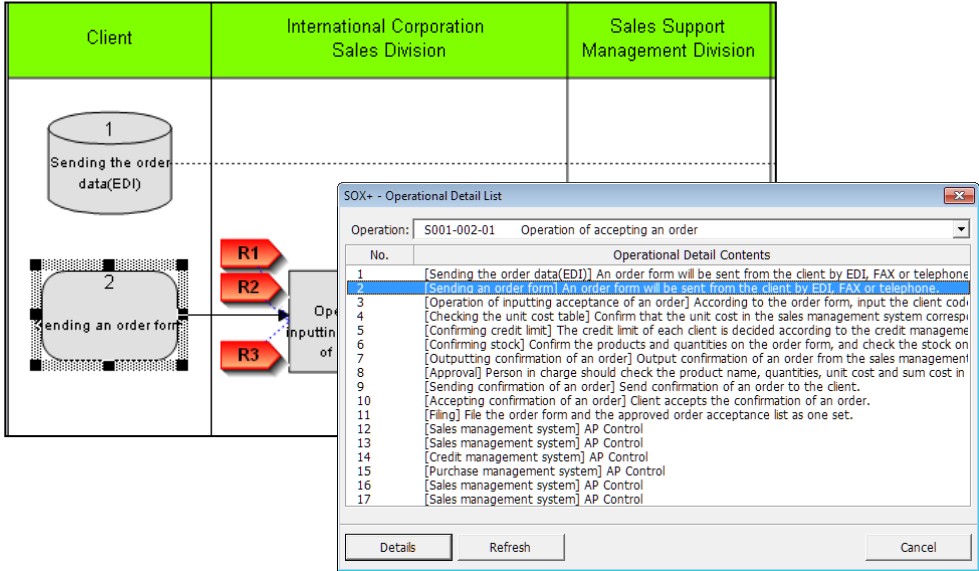 Client
International Corporation
Sales Division
Sales Support
Management Division
1
Sending the order
data(EDI)
2
ending an order form
R1
R2
R3
Ope
inputting
of
SOX+ - Operational Detail List
Operation: S001-002-01 Operation of accepting an order
No. Operational Detail Contents
1 [Sending the order data(EDI)] An order form will be sent from the client by EDI, FAX or telephone
2 [Sending an order form] An order form will be sent from the client by EDI, FAX or telephone.
3 [Operation of inputting acceptance of an order] According to the order form, input the client code
4 [Checking the unit cost table] Confirm that the unit cost in the sales management system corresp
5 [Confirming credit limit] The credit limit of each client is decided according to the credit manageme
6 [Confirming stock] Confirm the products and quantities on the order form, and check the stock on
7 [Outputting confirmation of an order] Output confirmation of an order from the sales management
8 [Approval] Person in charge should check the product name, quantities, unit cost and sum cost in
9 [Sending confirmation of an order] Send confirmation of an order to the client.
10 [Accepting confirmation of an order] Client accepts the confirmation of an order.
11 [Filing] File the order form and the approved order acceptance list as one set.
12 [Sales management system] AP Control
13 [Sales management system] AP Control
14 [Credit management system] AP Control
15 [Purchase management system] AP Control
16 [Sales management system] AP Control
17 [Sales management system] AP Control
Details Refresh Cancel